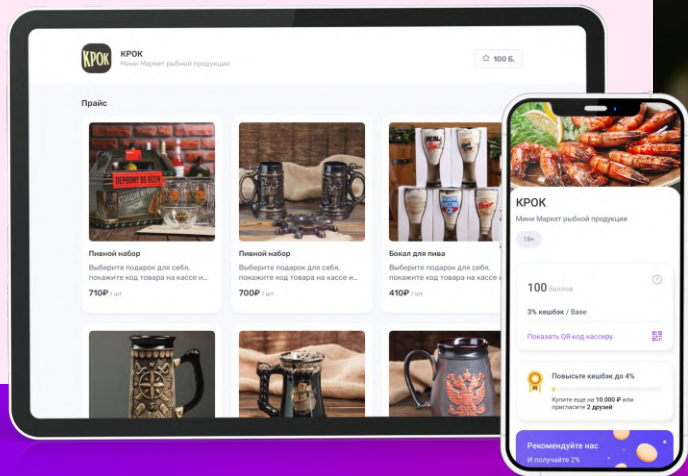 КРОК
КРОК
Мини Маркет рыбной продукции
100 Б.
Прайс
ПЕРВОМУ ВО ВСЕМ
Пивной набор
Выберите подарок для себя,
покажите код товара на кассе и...
710₽ / шт
Пивной набор
Выберите подарок для себя,
покажите код товара на кассе и...
700₽ / шт
Бокал для пива
Выберите подарок для себя,
покажите код товара на кассе
410₽ / шт
КРОК
Мини Маркет рыбной продукции
18+
100 баллов
3% кешбэк / Base
Показать QR-код кассиру
Повысьте кешбэк до 4%
Купите еще на 10 000 ₽ или
пригласите 2 друзей
Рекомендуйте нас
И получайте 2%